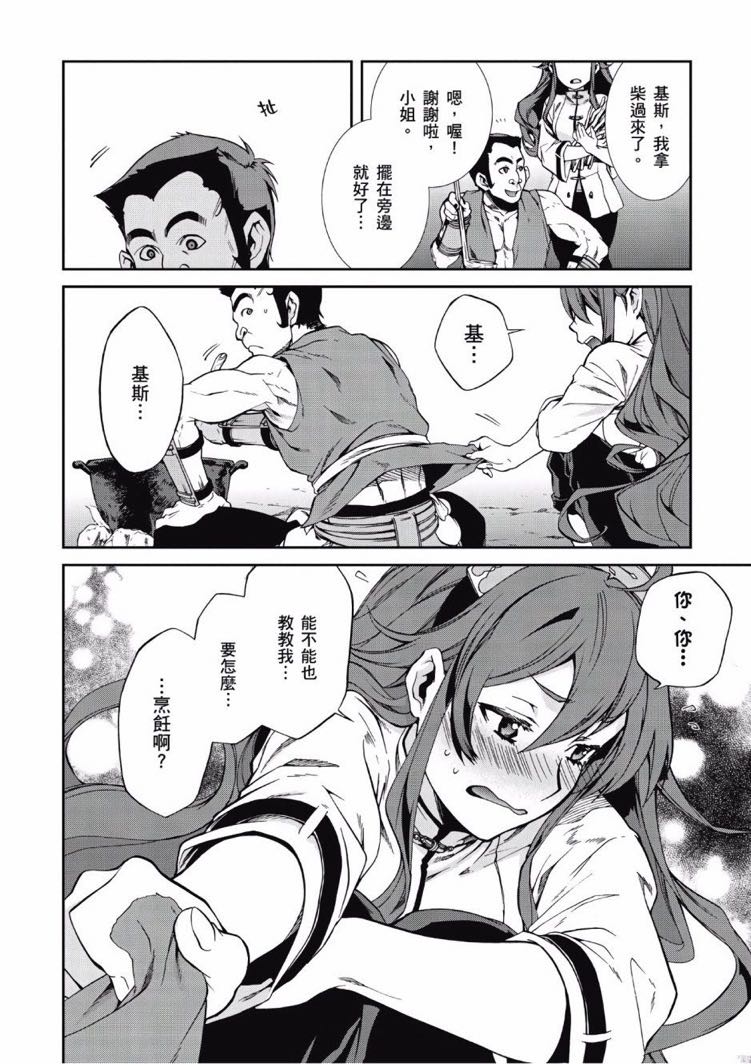 基斯，我拿
柴過來了。
嗯，喔！
謝謝啦，
小姐。
擺在旁邊
就好了…
扯
基…
基斯…
你、你…
能不能也
教教我…
要怎麼…
…烹飪啊？